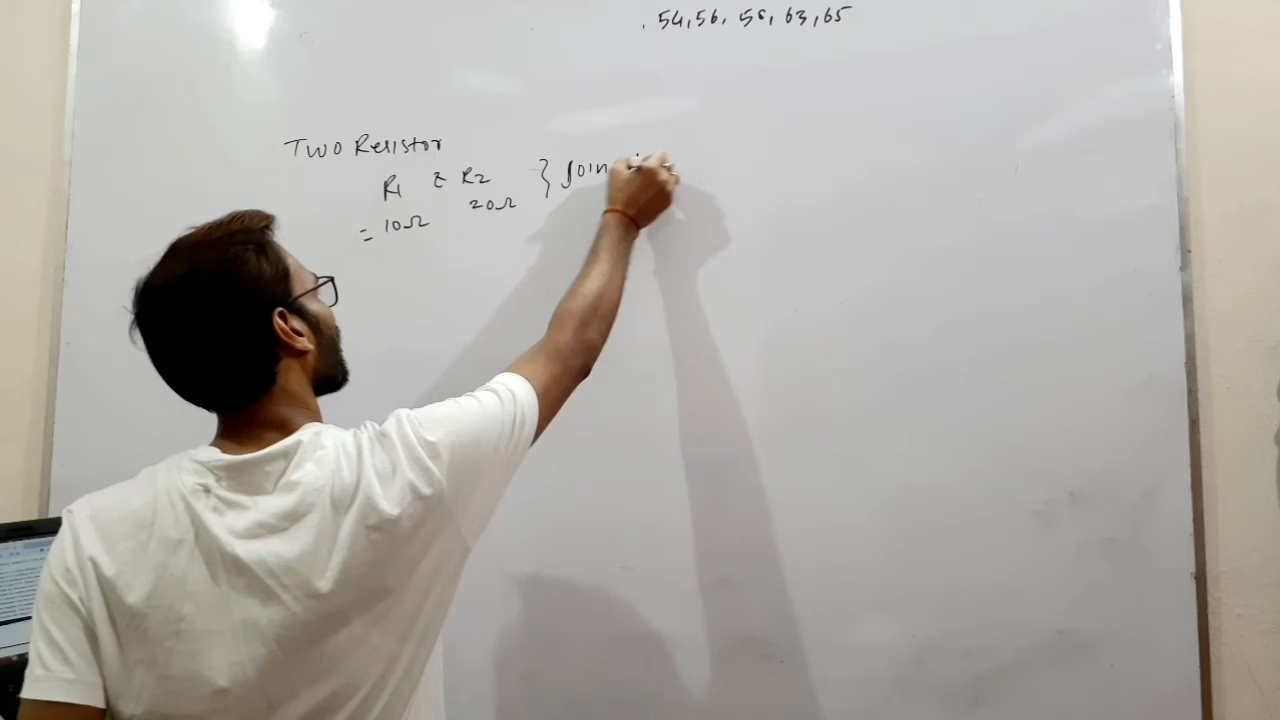 54, 56, 58, 63, 65
Two Resistor
R1 & R2 } Join
= 10Ω 20Ω